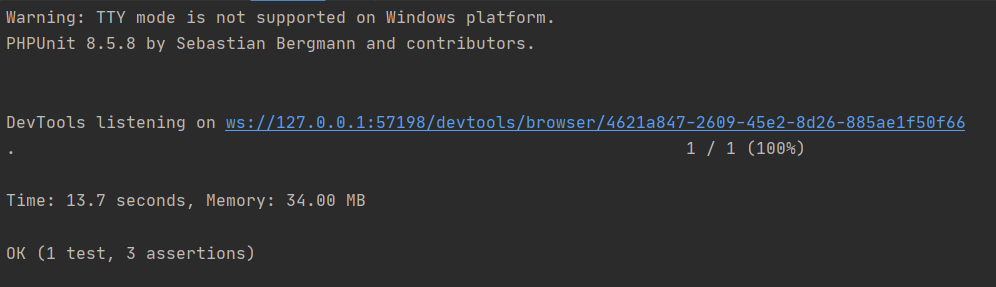 Warning: TTY mode is not supported on Windows platform.
PHPUnit 8.5.8 by Sebastian Bergmann and contributors.
DevTools listening on ws://127.0.0.1:57198/devtools/browser/4621a847-2609-45e2-8d26-885ae1f50f66
. 1 / 1 (100%)
Time: 13.7 seconds, Memory: 34.00 MB
OK (1 test, 3 assertions)